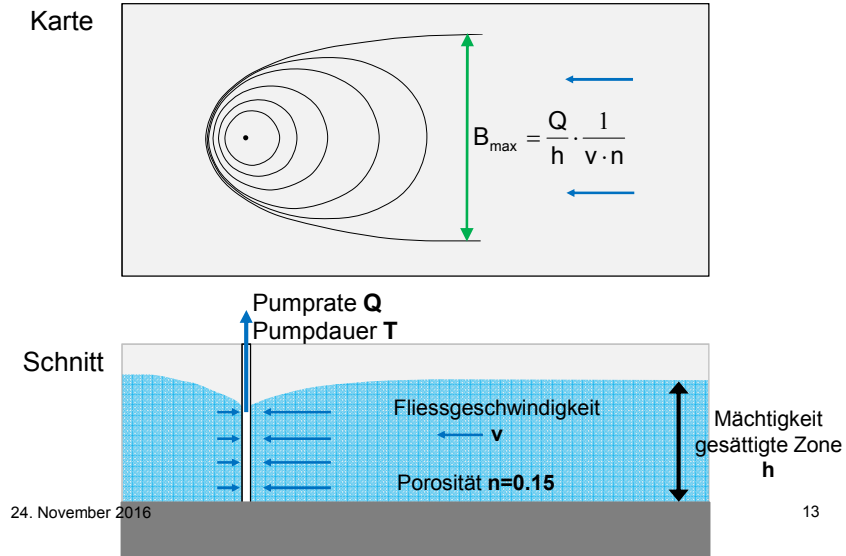 Karte
B_max = Q/h · 1/(v · n)
Pumprate Q
Pumpdauer T
Schnitt
Fliessgeschwindigkeit
v
Porosität n=0.15
Mächtigkeit
gesättigte Zone
h
24. November 2016
13